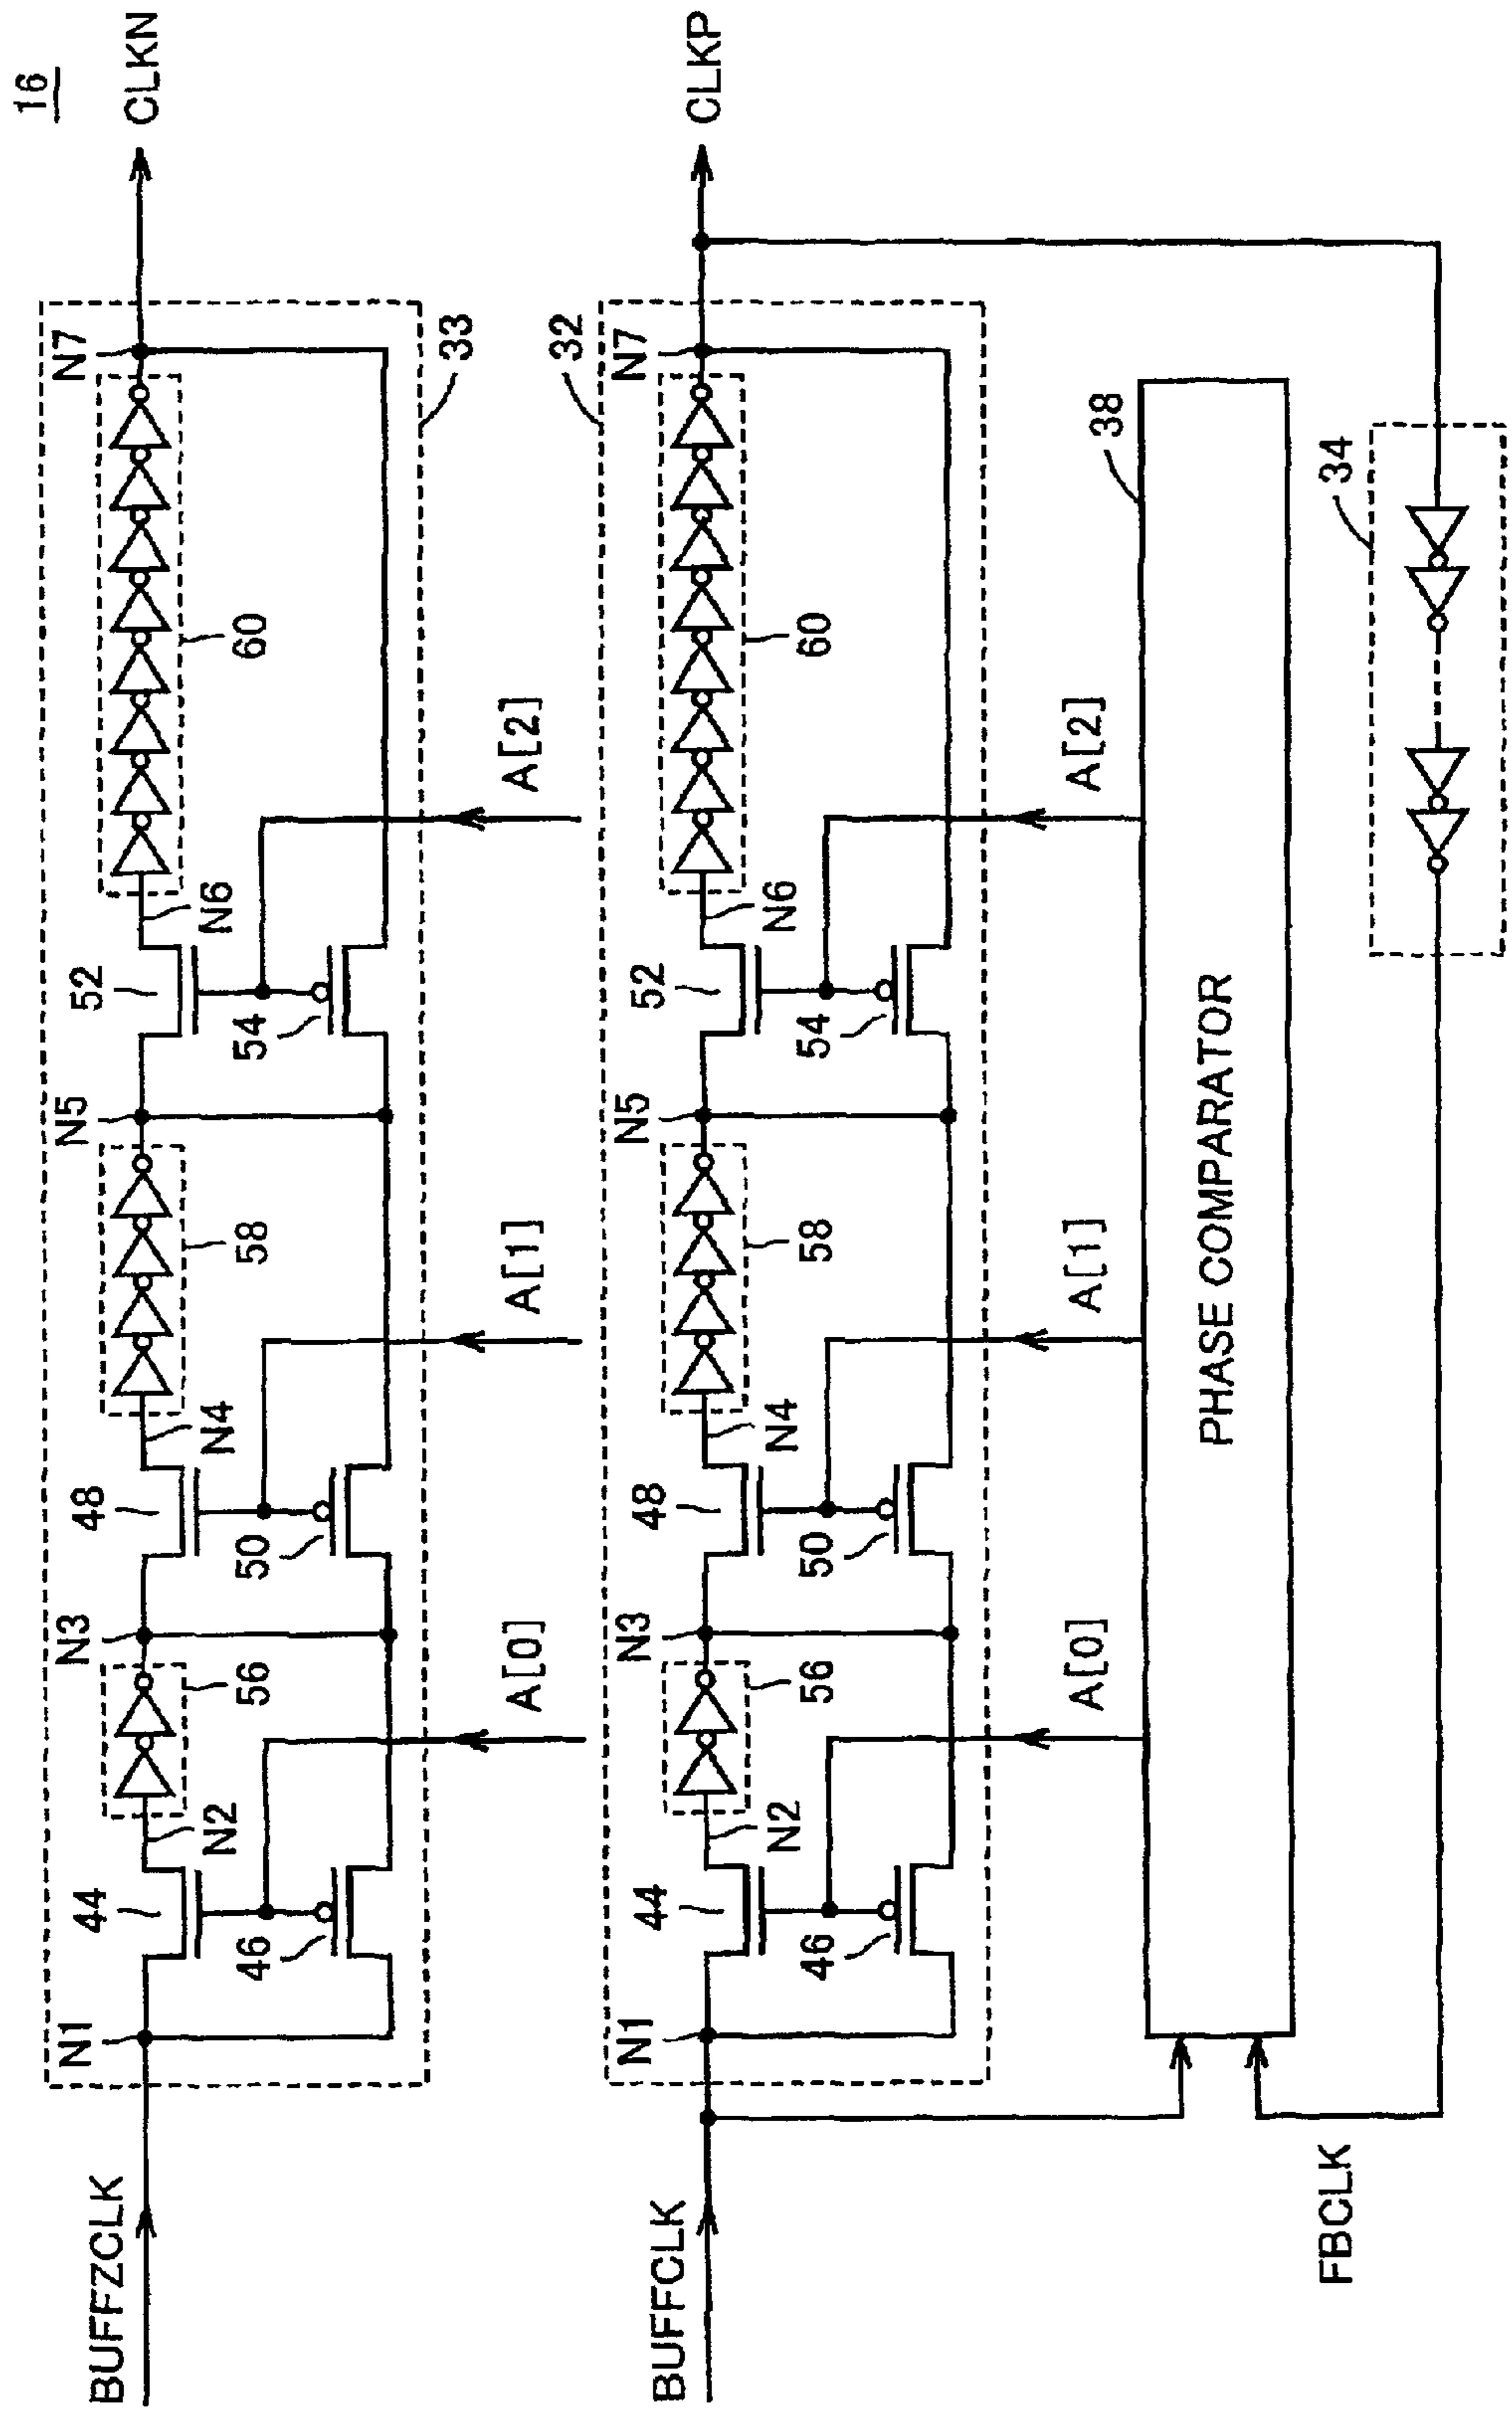 16
BUFFZCLK
N1
44
46
N2
56
N3
A[0]
48
50
N4
58
N5
A[1]
52
54
N6
60
N7
A[2]
33
CLKN
BUFFCLK
N1
44
46
N2
56
N3
A[0]
48
50
N4
58
N5
A[1]
52
54
N6
60
N7
A[2]
32
CLKP
PHASE COMPARATOR
38
FBCLK
34